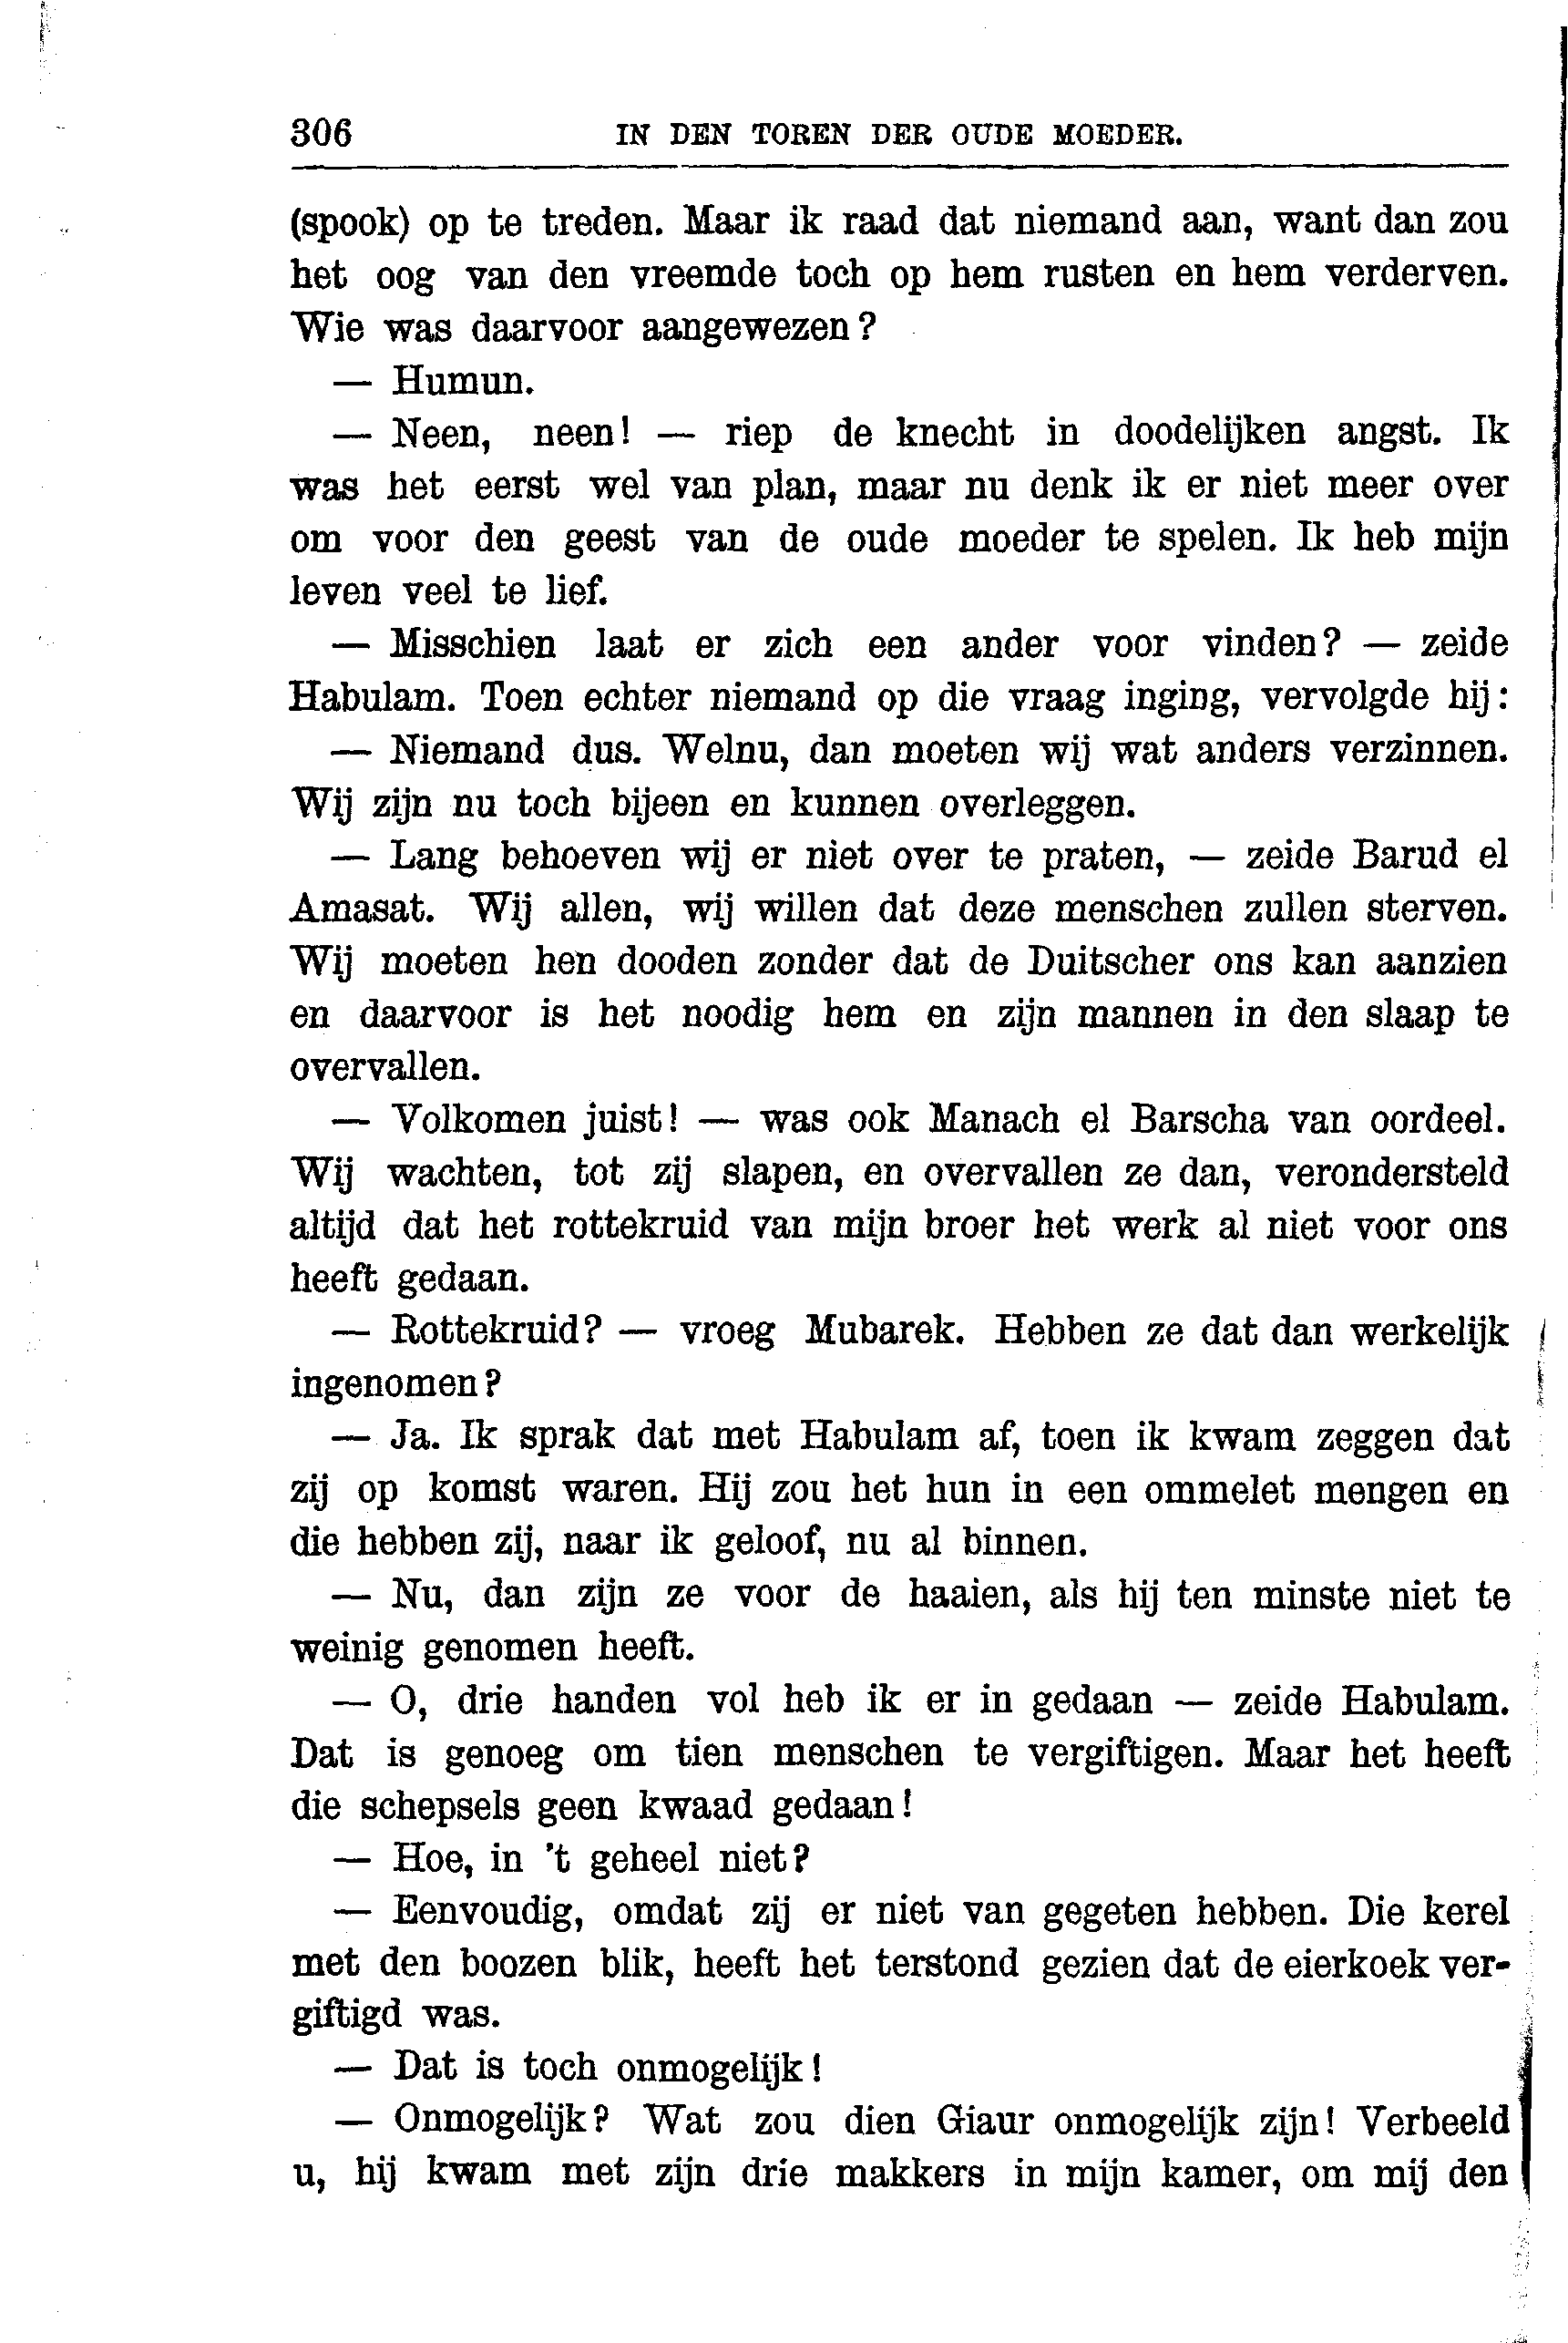 306 IN DEN TOREN DER OUDE MOEDER.
(spook) op te treden. Maar ik raad dat niemand aan, want dan zou
het oog van den vreemde toch op hem rusten en hem verderven.
Wie was daarvoor aangewezen?
— Humun.
— Neen, neen! — riep de knecht in doodelijken angst. Ik
was het eerst wel van plan, maar nu denk ik er niet meer over
om voor den geest van de oude moeder te spelen. Ik heb mijn
leven veel te lief.
— Misschien laat er zich een ander voor vinden? — zeide
Habulam. Toen echter niemand op die vraag inging, vervolgde hij:
— Niemand dus. Welnu, dan moeten wij wat anders verzinnen.
Wij zijn nu toch bijeen en kunnen overleggen.
— Lang behoeven wij er niet over te praten, — zeide Barud el
Amasat. Wij allen, wij willen dat deze menschen zullen sterven.
Wij moeten hen dooden zonder dat de Duitscher ons kan aanzien
en daarvoor is het noodig hem en zijn mannen in den slaap te
overvallen.
— Volkomen juist! — was ook Manach el Barscha van oordeel.
Wij wachten, tot zij slapen, en overvallen ze dan, verondersteld
altijd dat het rottekruid van mijn broer het werk al niet voor ons
heeft gedaan.
— Rottekruid? — vroeg Mubarek. Hebben ze dat dan werkelijk
ingenomen?
— Ja. Ik sprak dat met Habulam af, toen ik kwam zeggen dat
zij op komst waren. Hij zou het hun in een ommelet mengen en
die hebben zij, naar ik geloof, nu al binnen.
— Nu, dan zijn ze voor de haaien, als hij ten minste niet te
weinig genomen heeft.
— O, drie handen vol heb ik er in gedaan — zeide Habulam.
Dat is genoeg om tien menschen te vergiftigen. Maar het heeft
die schepsels geen kwaad gedaan!
— Hoe, in 't geheel niet?
— Eenvoudig, omdat zij er niet van gegeten hebben. Die kerel
met den boozen blik, heeft het terstond gezien dat de eierkoek ver-
giftigd was.
— Dat is toch onmogelijk!
— Onmogelijk? Wat zou dien Giaur onmogelijk zijn! Verbeeld
u, hij kwam met zijn drie makkers in mijn kamer, om mij den